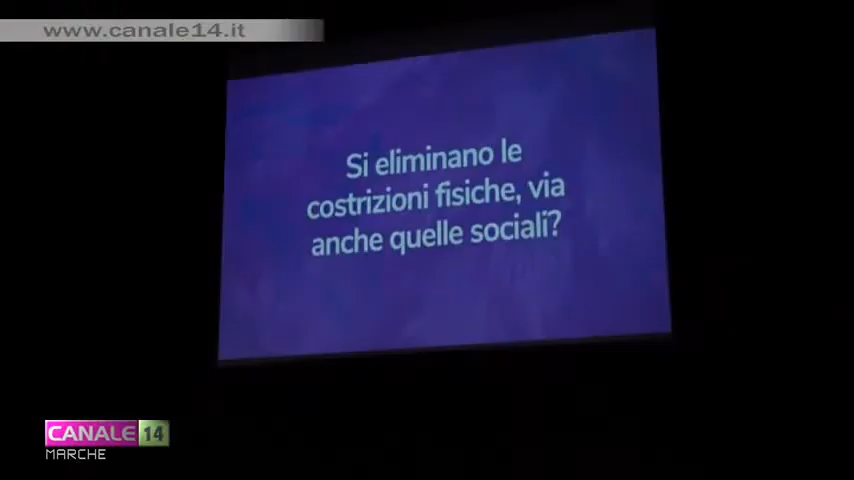 www.canale14.it
Si eliminano le
costrizioni fisiche, via
anche quelle sociali?
CANALE 14
MARCHE